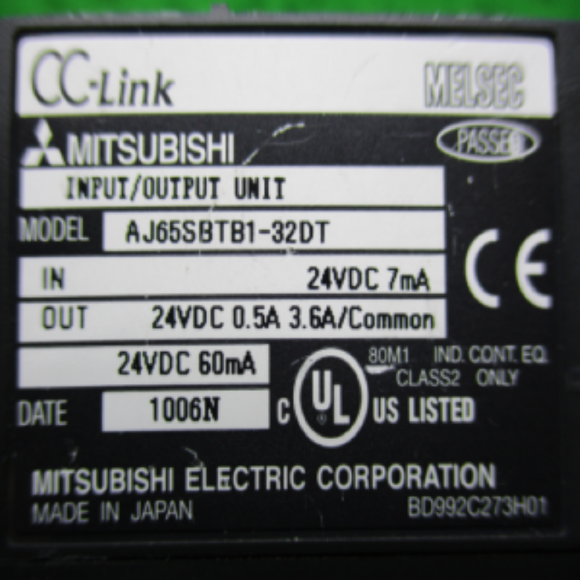 CC-Link MELSEC
MITSUBISHI PASSED
INPUT/OUTPUT UNIT
MODEL AJ65SBTB1-32DT
IN 24VDC 7mA
OUT 24VDC 0.5A 3.6A/Common
24VDC 60mA
80M1 IND. CONT. EQ.
CLASS2 ONLY
DATE 1006N C UL US LISTED
MITSUBISHI ELECTRIC CORPORATION
MADE IN JAPAN BD992C273H01